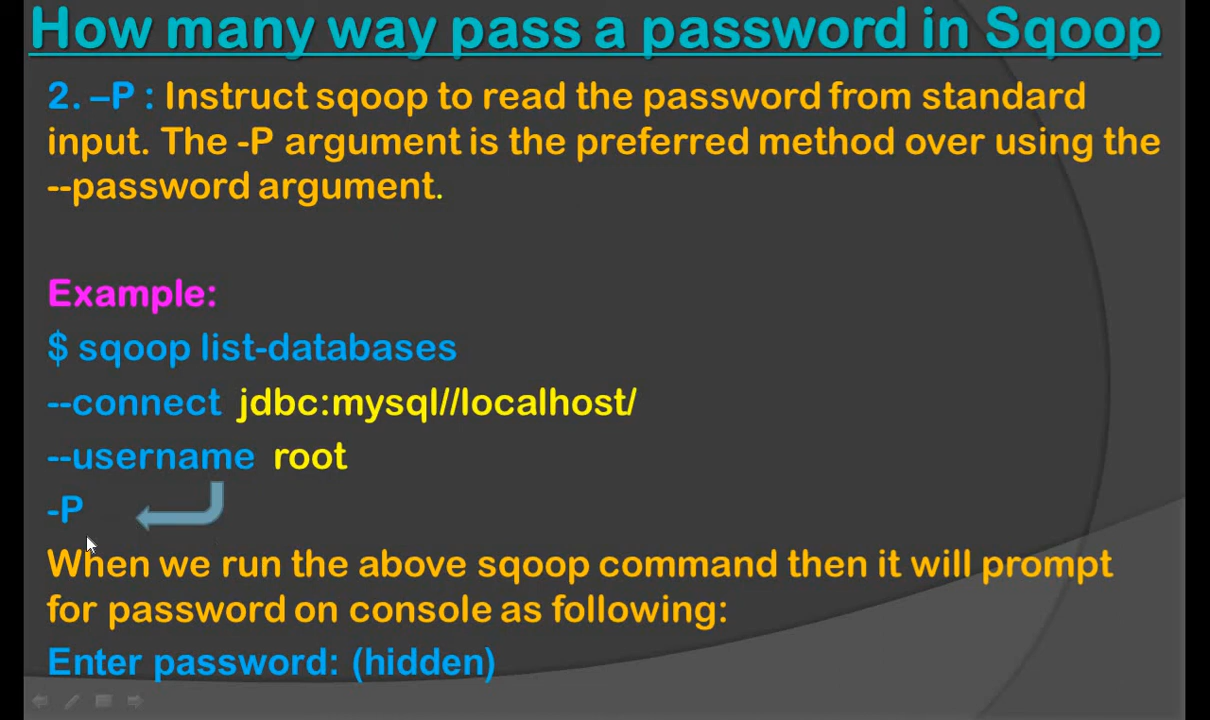 How many way pass a password in Sqoop
2. –P : Instruct sqoop to read the password from standard
input. The -P argument is the preferred method over using the
--password argument.
Example:
$ sqoop list-databases
--connect jdbc:mysql//localhost/
--username root
-P
When we run the above sqoop command then it will prompt
for password on console as following:
Enter password: (hidden)